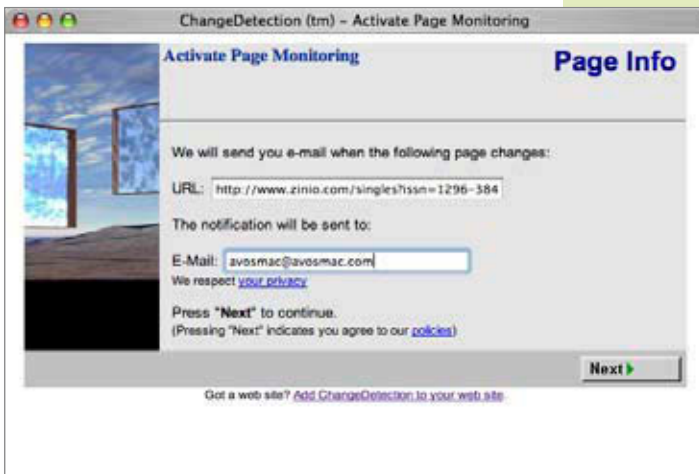 ChangeDetection (tm) – Activate Page Monitoring
Activate Page Monitoring
Page Info
We will send you e-mail when the following page changes:
URL: http://www.zinio.com/singles?issn=1296-384
The notification will be sent to:
E-Mail: avosmac@avosmac.com
We respect your privacy
Press "Next" to continue.
(Pressing "Next" indicates you agree to our policies)
Next
Got a web site? Add ChangeDetection to your web site.